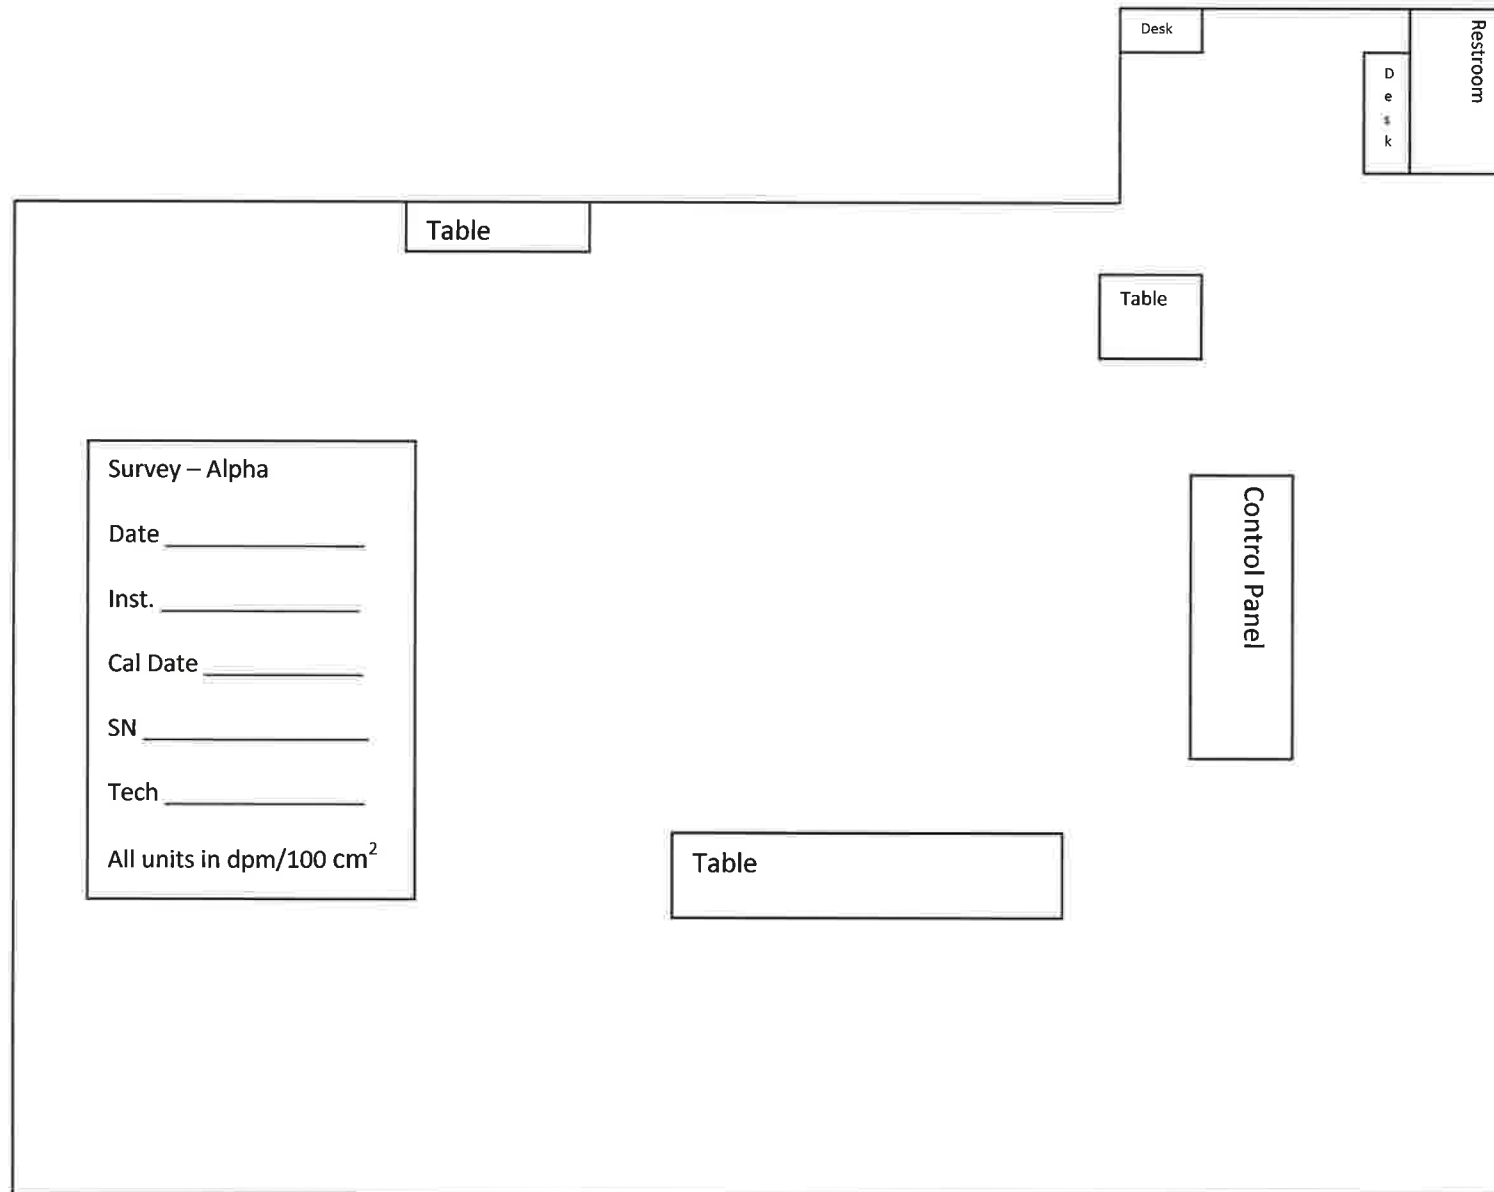 Desk
Restroom
Desk
Table
Table
Survey – Alpha
Date
Inst.
Cal Date
SN
Tech
All units in dpm/100 cm²
Control Panel
Table